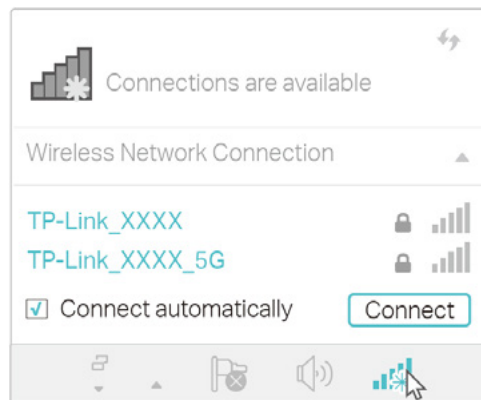 Connections are available
Wireless Network Connection
TP-Link_XXXX
TP-Link_XXXX_5G
Connect automatically
Connect